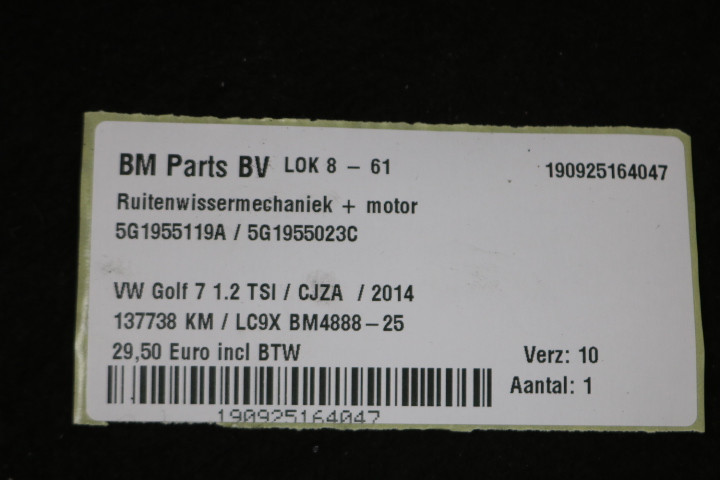 BM Parts BV LOK 8 - 61 190925164047
Ruitenwissermechaniek + motor
5G1955119A / 5G1955023C
VW Golf 7 1.2 TSI / CJZA / 2014
137738 KM / LC9X BM4888-25
29,50 Euro incl BTW Verz: 10
Aantal: 1
190925164047